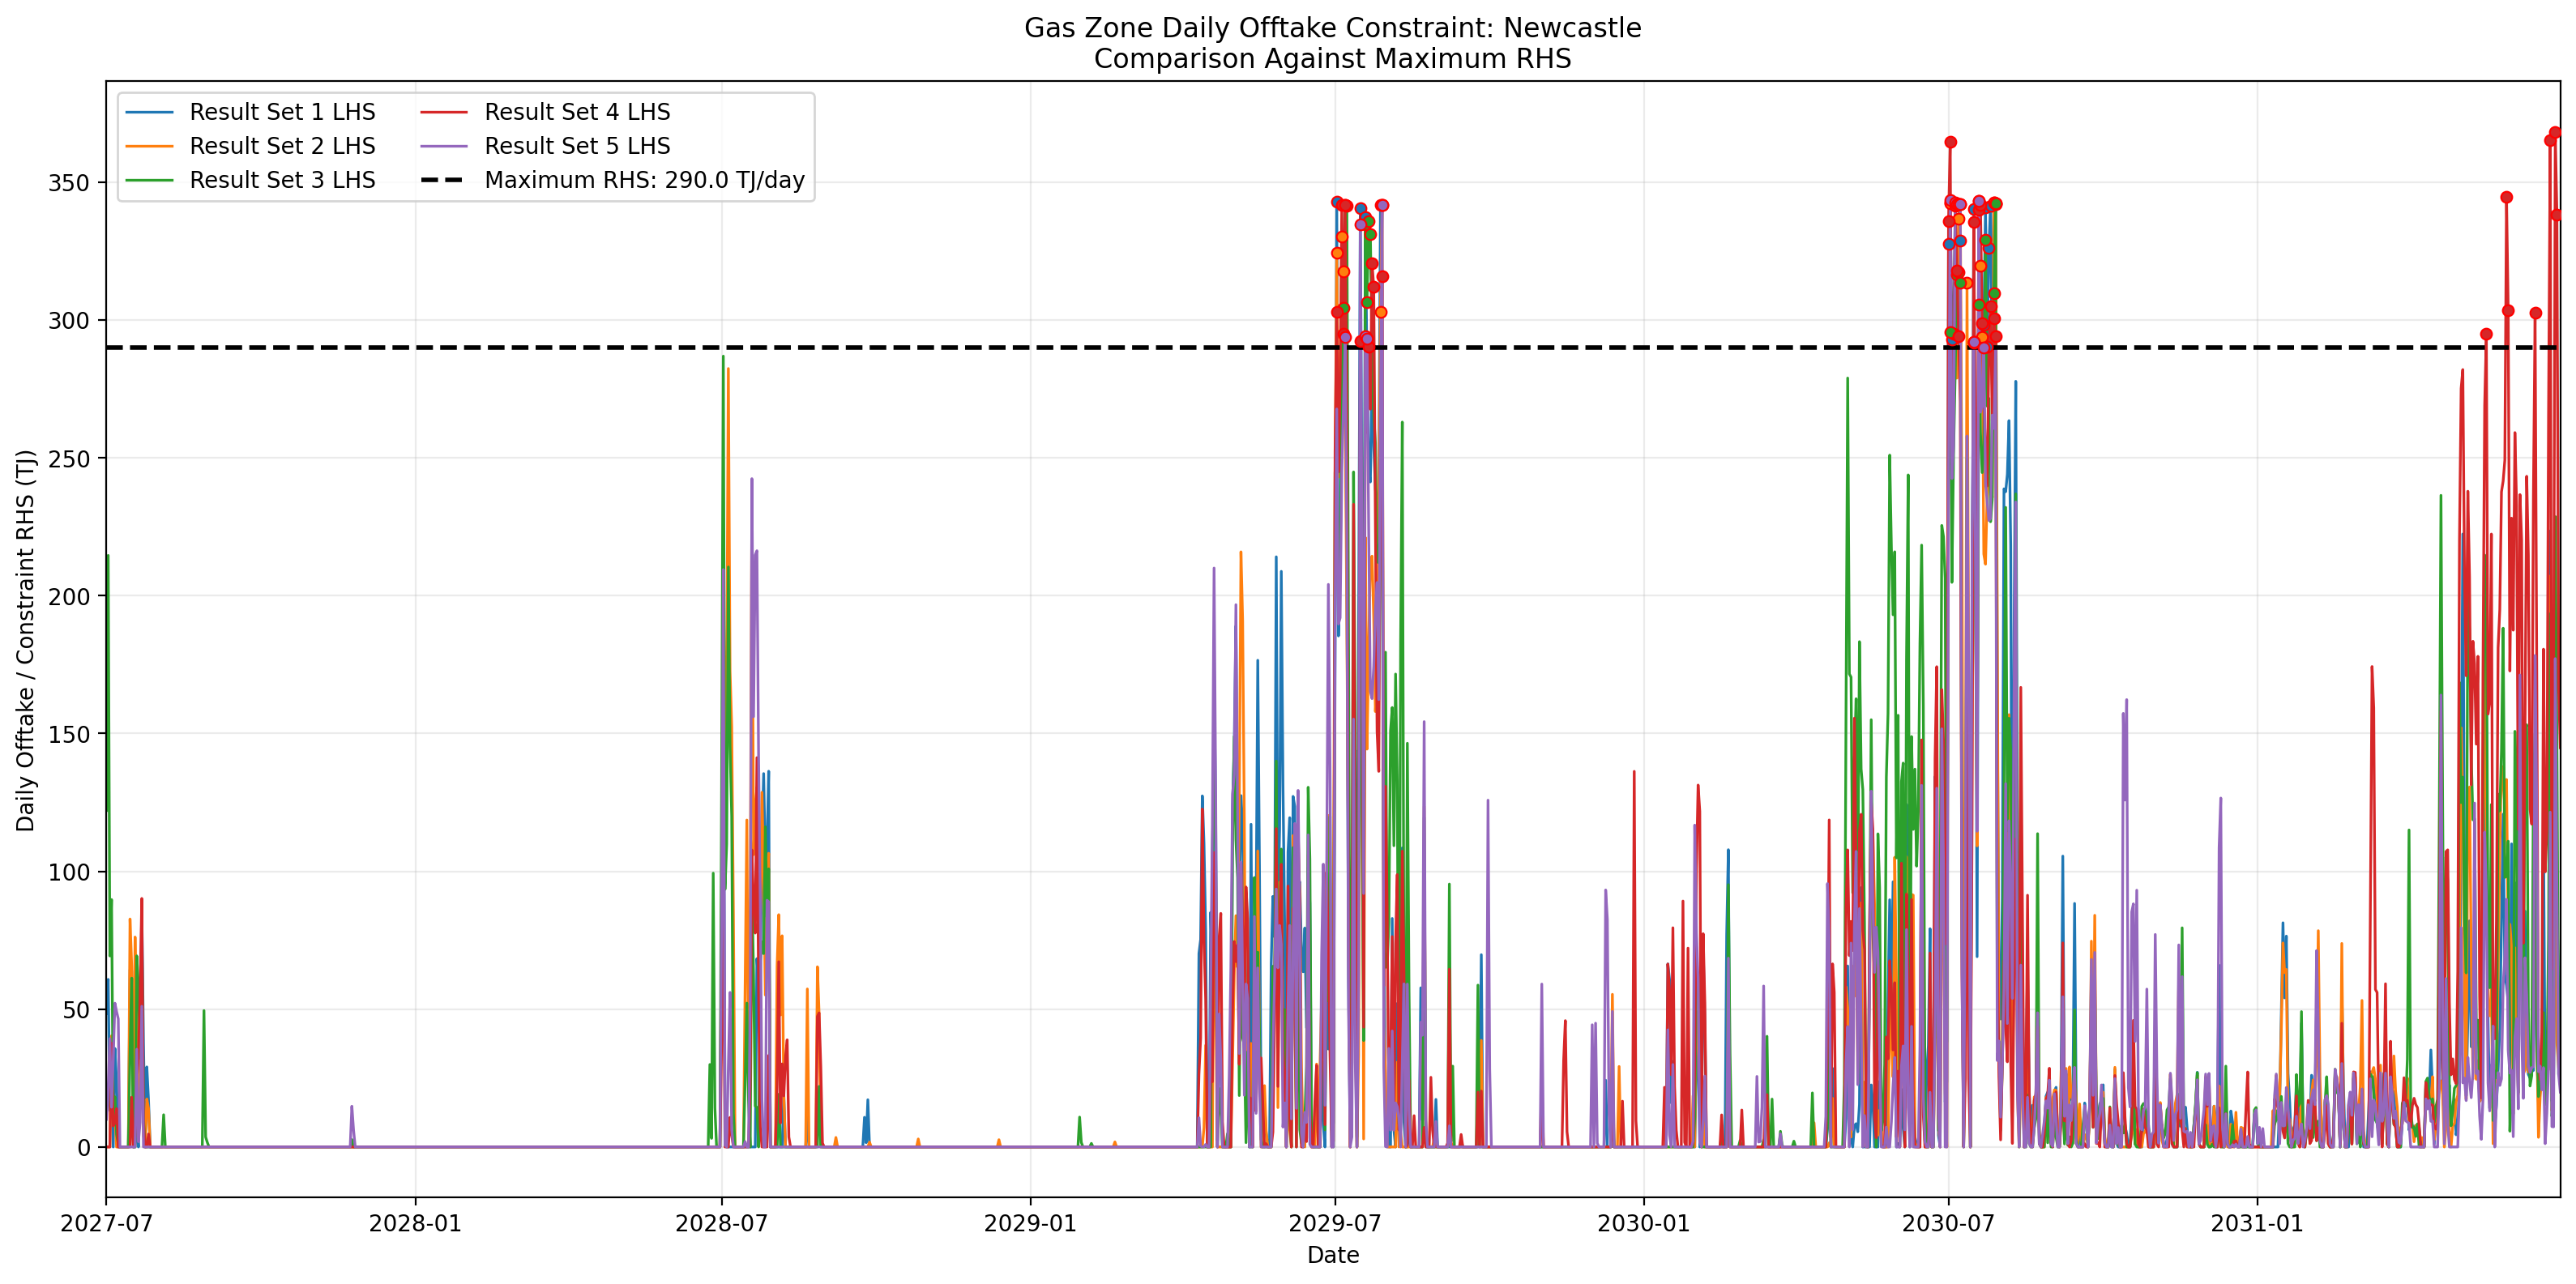 Gas Zone Daily Offtake Constraint: Newcastle
Comparison Against Maximum RHS
Result Set 1 LHS
Result Set 2 LHS
Result Set 3 LHS
Result Set 4 LHS
Result Set 5 LHS
Maximum RHS: 290.0 TJ/day
Daily Offtake / Constraint RHS (TJ)
350
300
250
200
150
100
50
0
2027-07
2028-01
2028-07
2029-01
2029-07
2030-01
2030-07
2031-01
Date